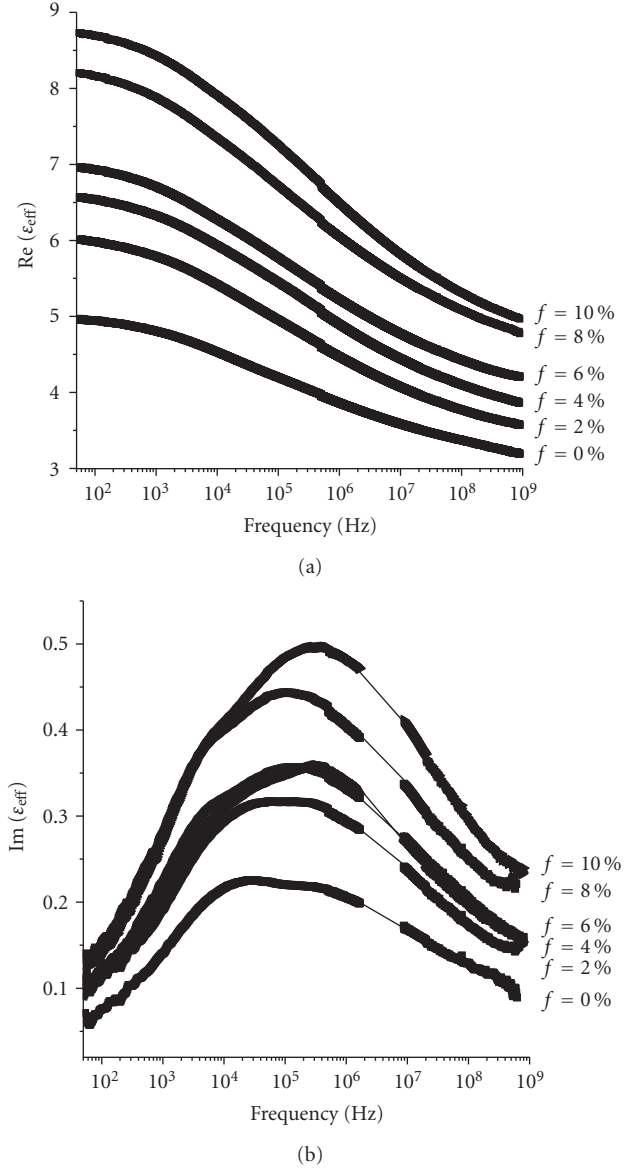 9
8
7
6
5
4
3
Re (εeff)
f = 10 %
f = 8 %
f = 6 %
f = 4 %
f = 2 %
f = 0 %
10² 10³ 10⁴ 10⁵ 10⁶ 10⁷ 10⁸ 10⁹
Frequency (Hz)
(a)
0.5
0.4
0.3
0.2
0.1
Im (εeff)
f = 10 %
f = 8 %
f = 6 %
f = 4 %
f = 2 %
f = 0 %
10² 10³ 10⁴ 10⁵ 10⁶ 10⁷ 10⁸ 10⁹
Frequency (Hz)
(b)